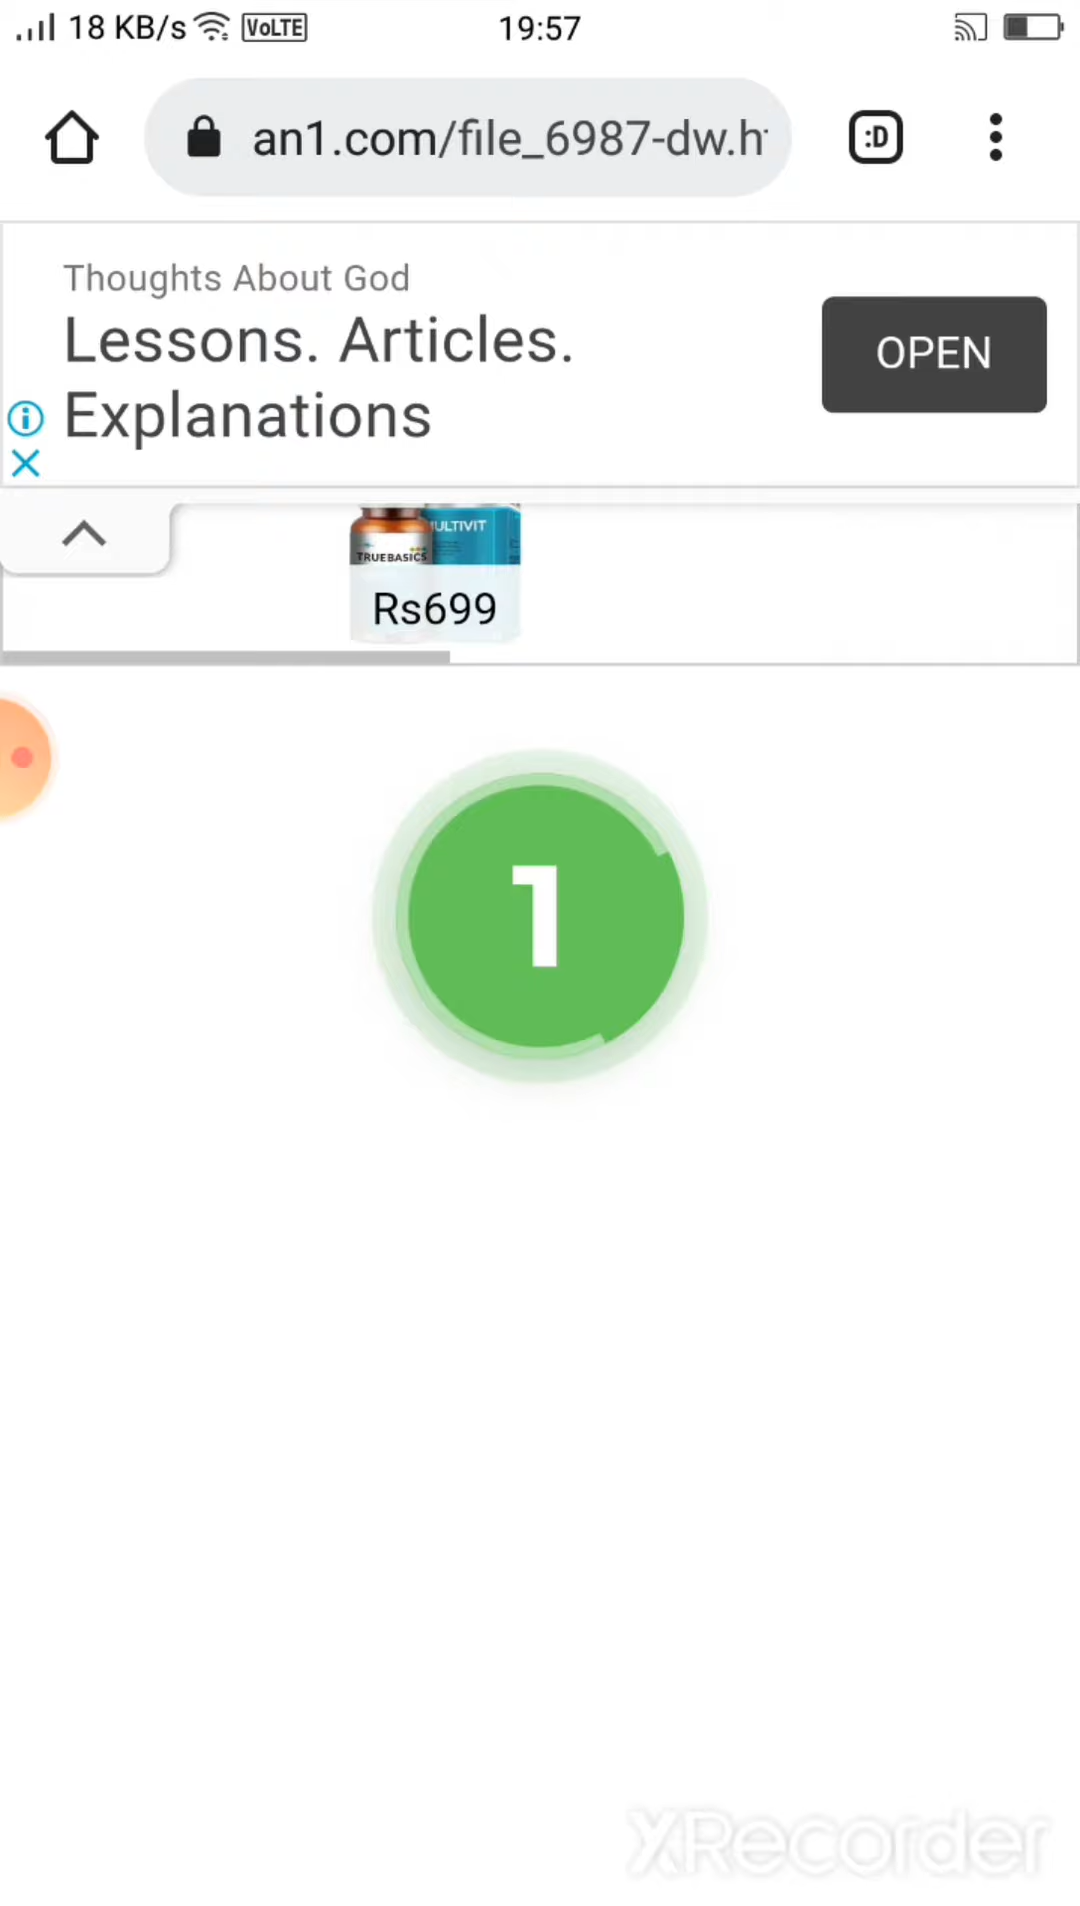 18 KB/s VoLTE 19:57
an1.com/file_6987-dw.h
:D
Thoughts About God
Lessons. Articles.
Explanations
OPEN
ULTIVIT
TRUEBASICS
Rs699
1
XRecorder